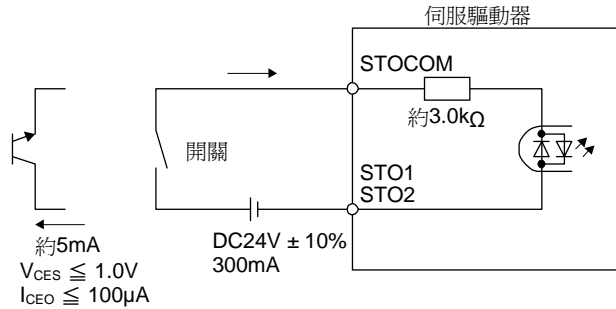 伺服驅動器
STOCOM
約3.0kΩ
開關
STO1
STO2
DC24V ± 10%
300mA
約5mA
VCES ≦ 1.0V
ICEO ≦ 100μA